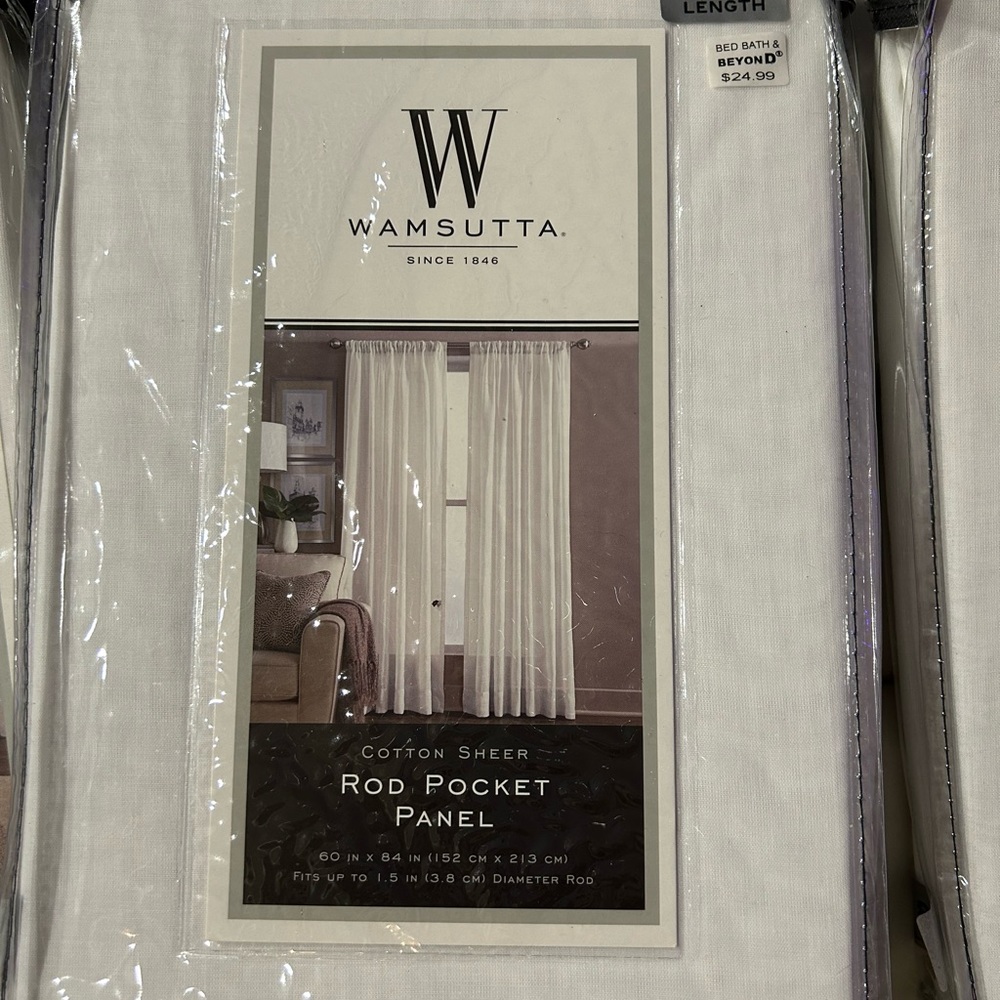 LENGTH
BED BATH &
BEYOND®
$24.99
W
WAMSUTTA®
SINCE 1846
COTTON SHEER
ROD POCKET
PANEL
60 IN X 84 IN (152 CM X 213 CM)
FITS UP TO 1.5 IN (3.8 CM) DIAMETER ROD